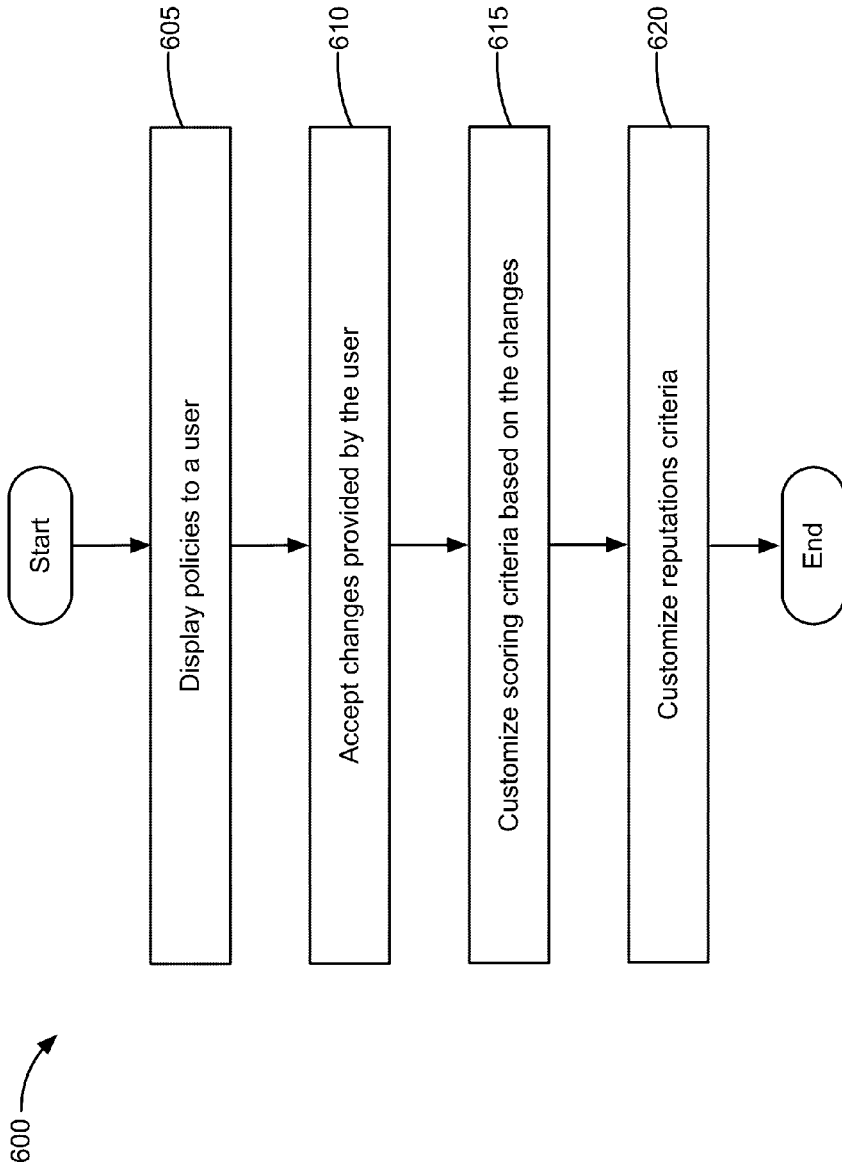 600
Start
Display policies to a user
605
Accept changes provided by the user
610
Customize scoring criteria based on the changes
615
Customize reputations criteria
620
End